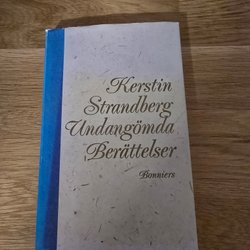 Kerstin
Strandberg
Undangömda
Berättelser
Bonniers